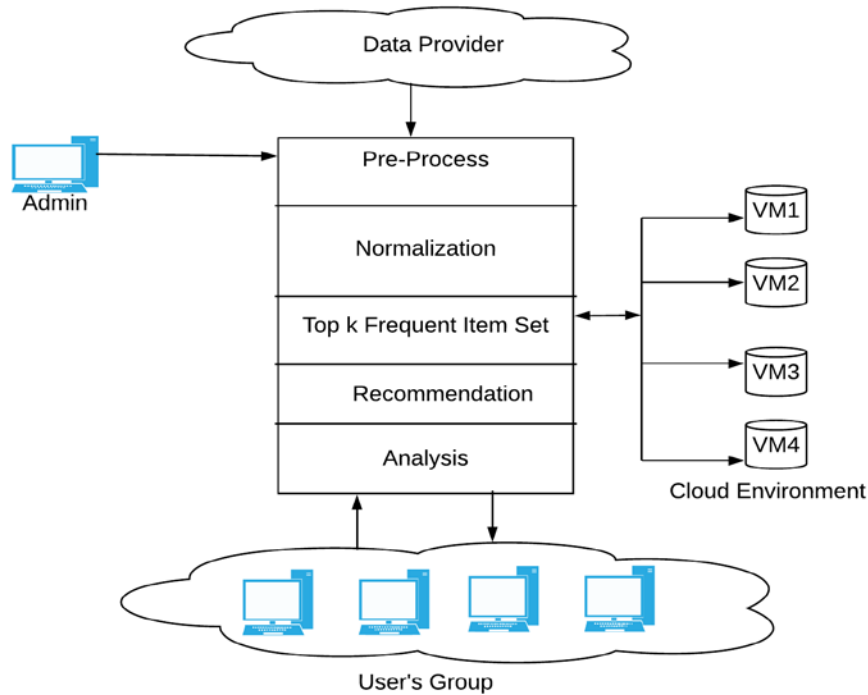 Data Provider
Pre-Process
Admin
Normalization
Top k Frequent Item Set
Recommendation
Analysis
VM1
VM2
VM3
VM4
Cloud Environment
User's Group